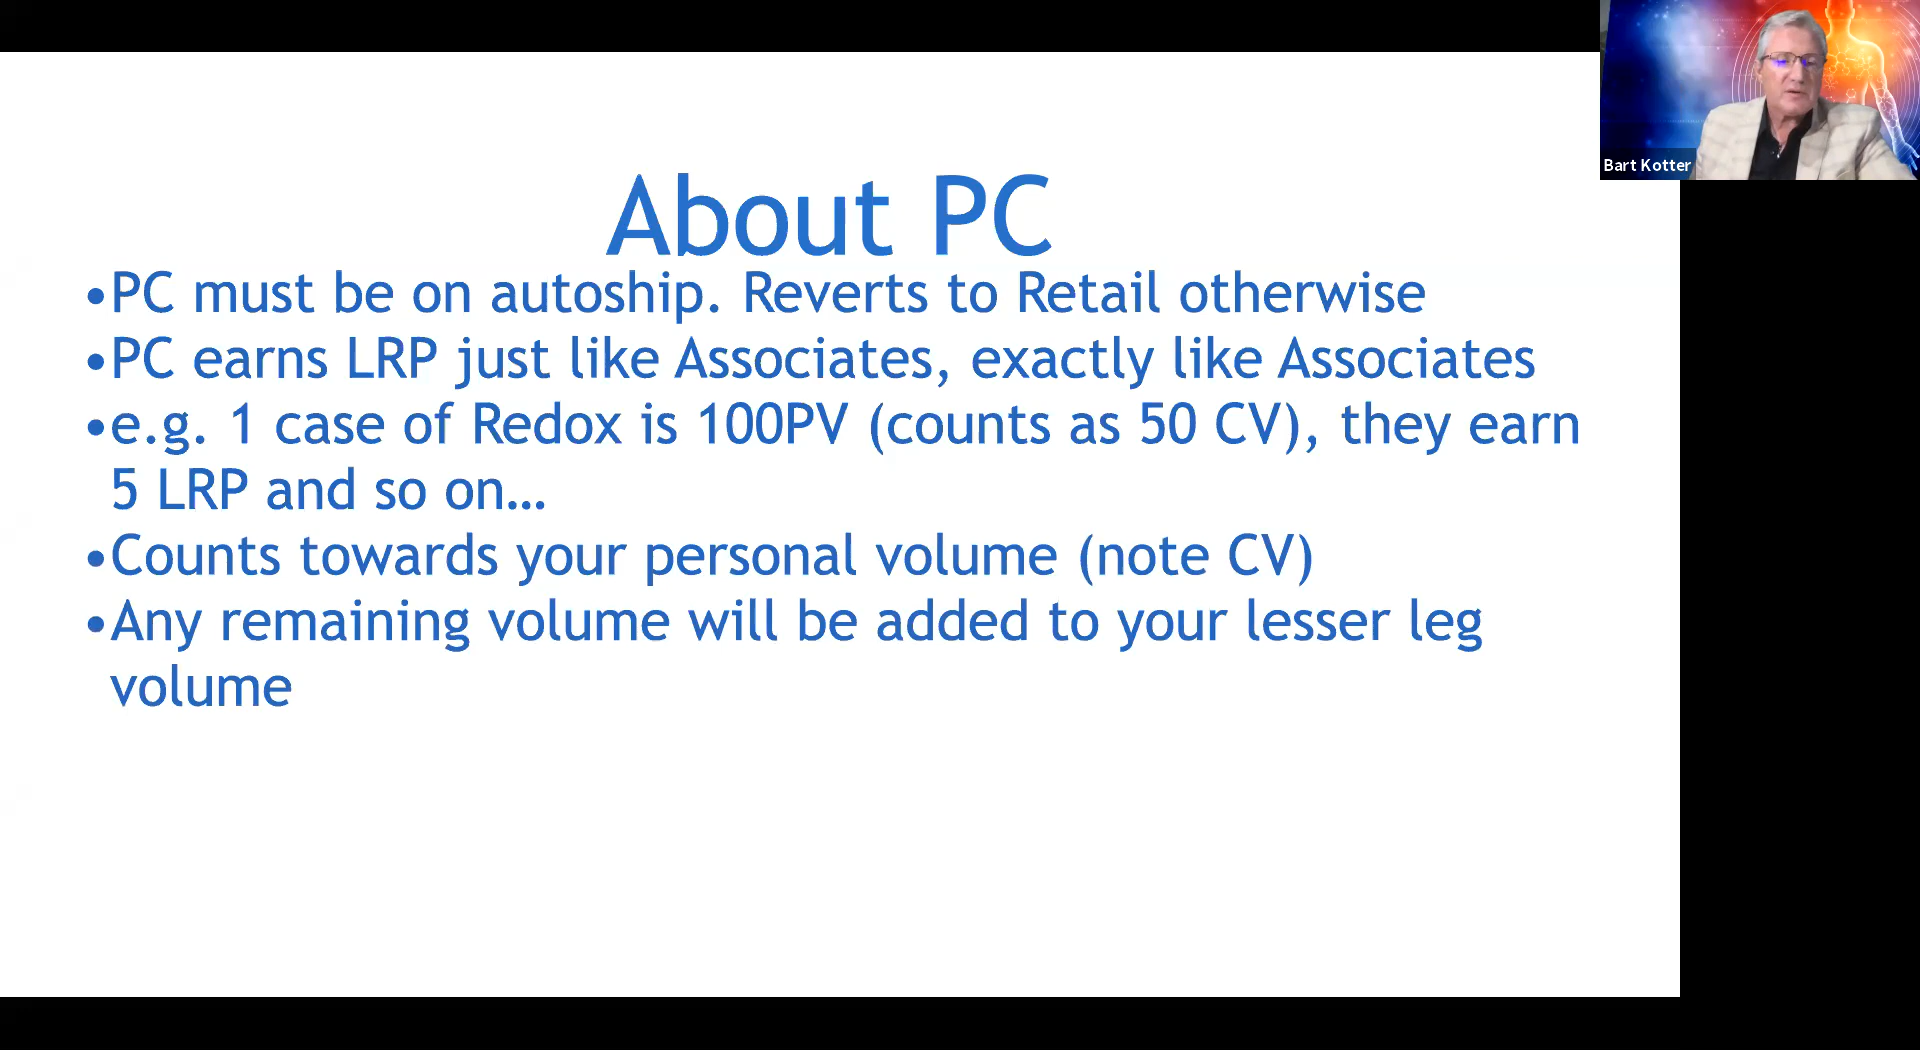 Bart Kotter
About PC
•PC must be on autoship. Reverts to Retail otherwise
•PC earns LRP just like Associates, exactly like Associates
•e.g. 1 case of Redox is 100PV (counts as 50 CV), they earn
5 LRP and so on…
•Counts towards your personal volume (note CV)
•Any remaining volume will be added to your lesser leg
volume